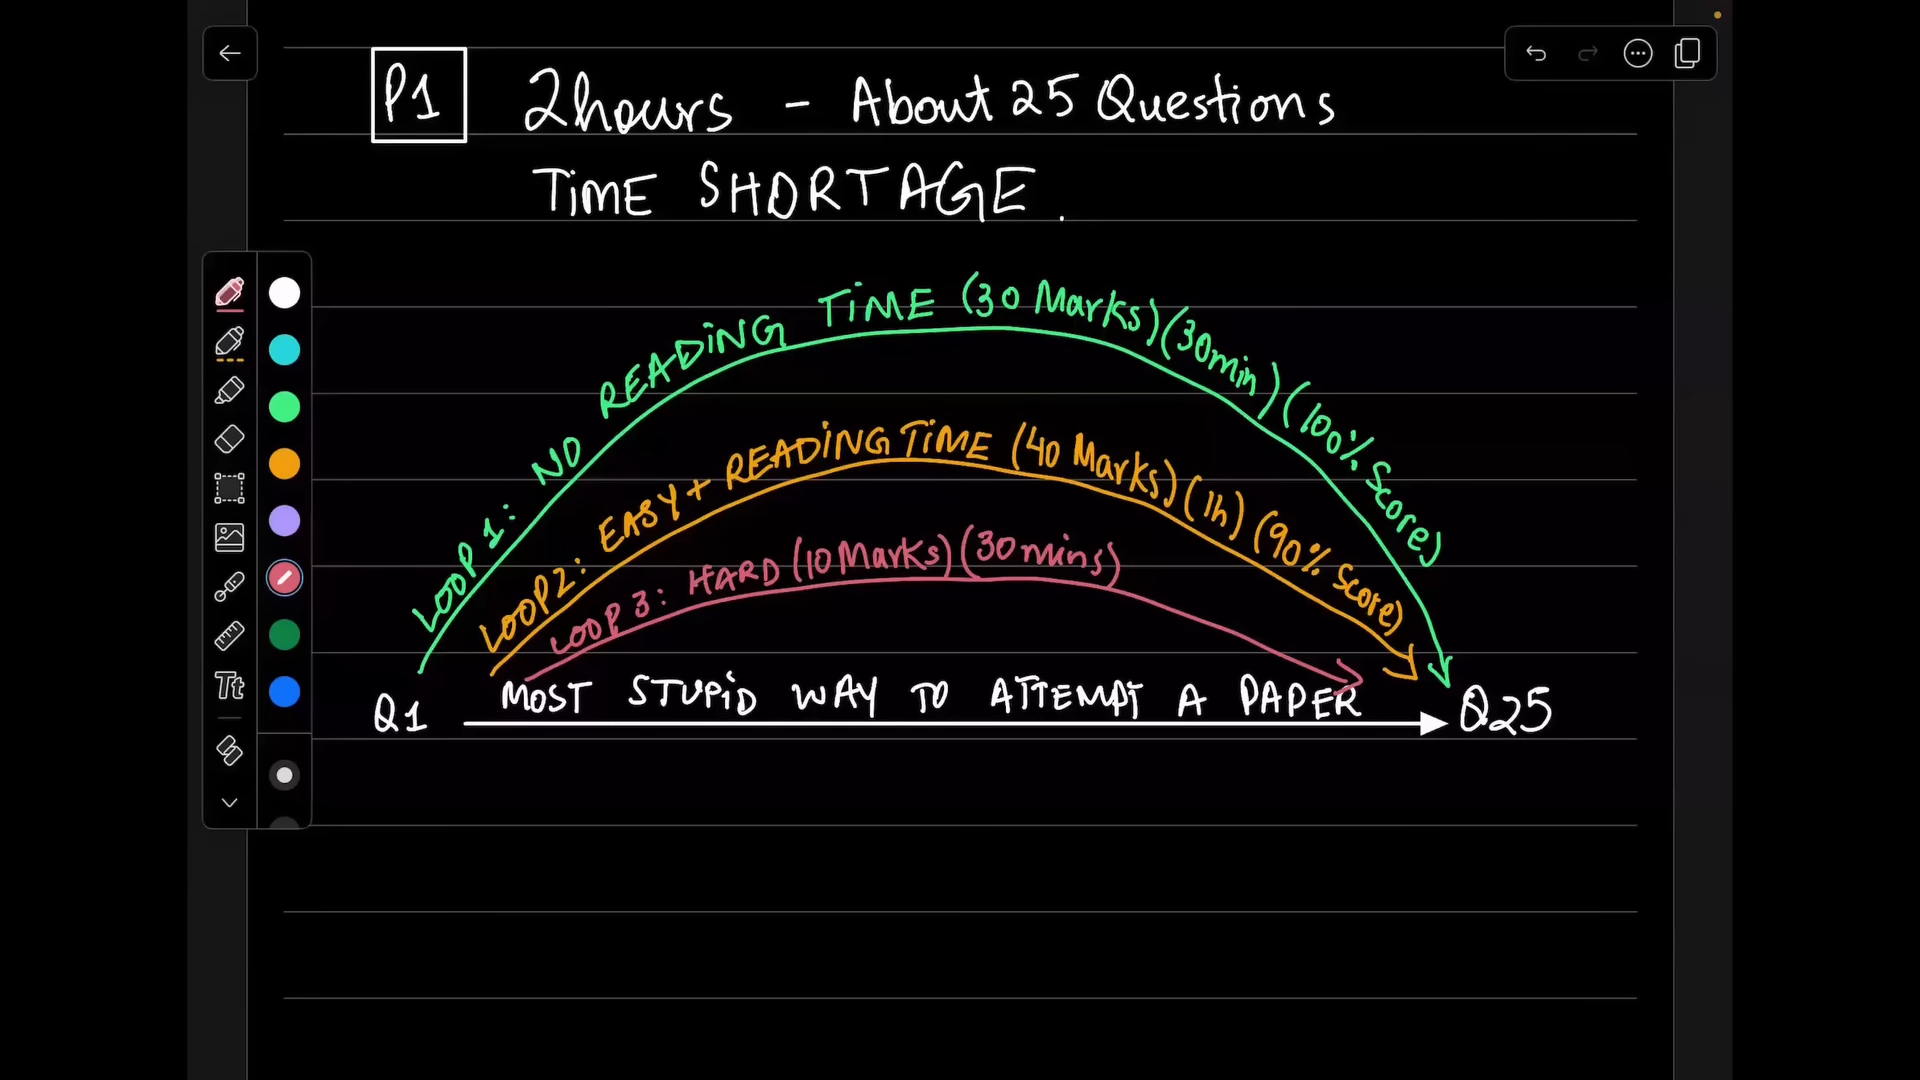 P1 2hours - About 25 Questions
TiME SHORTAGE.
LOOP 1: NO READiNG TiME (30 Marks) (30min) (100% Score)
LOOP2: EASY + READiNG TiME (40 Marks) (1h) (90% Score)
LOOP 3: HARD (10 Marks) (30 mins)
Q1 MOST STUPiD WAY TO ATTEMPT A PAPER Q25
Tt